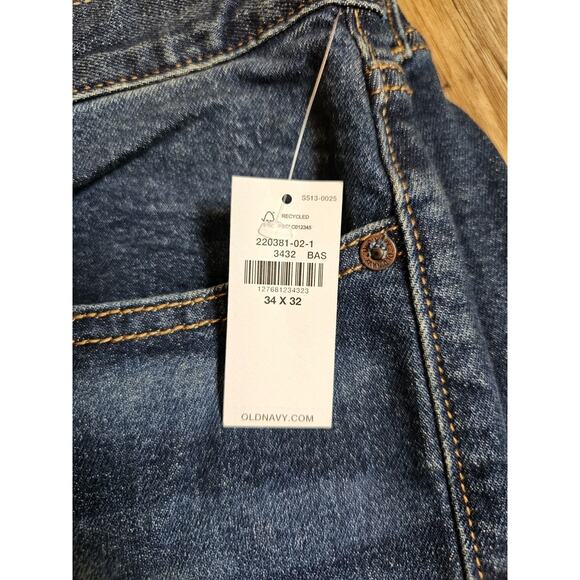 S513-0025
RECYCLED
220381-02-1
3432 BAS
127681234323
34 X 32
OLDNAVY.COM